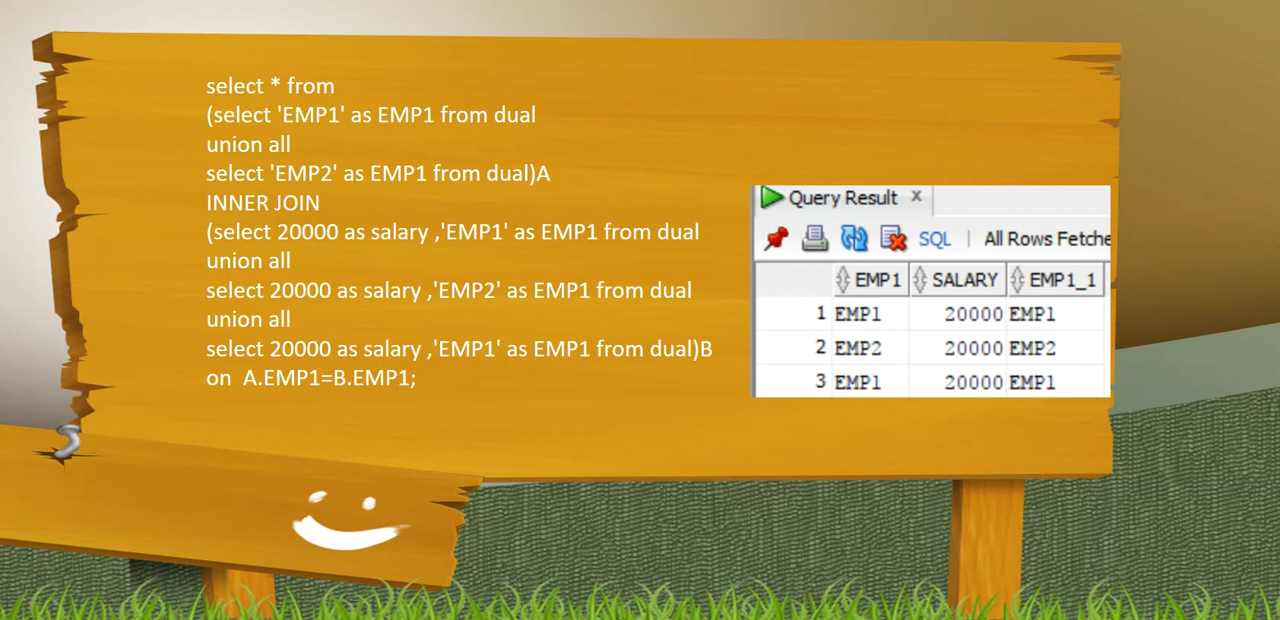 select * from
(select 'EMP1' as EMP1 from dual
union all
select 'EMP2' as EMP1 from dual)A
INNER JOIN
(select 20000 as salary ,'EMP1' as EMP1 from dual
union all
select 20000 as salary ,'EMP2' as EMP1 from dual
union all
select 20000 as salary ,'EMP1' as EMP1 from dual)B
on  A.EMP1=B.EMP1;
Query Result x
SQL | All Rows Fetche
EMP1 SALARY EMP1_1
1 EMP1 20000 EMP1
2 EMP2 20000 EMP2
3 EMP1 20000 EMP1